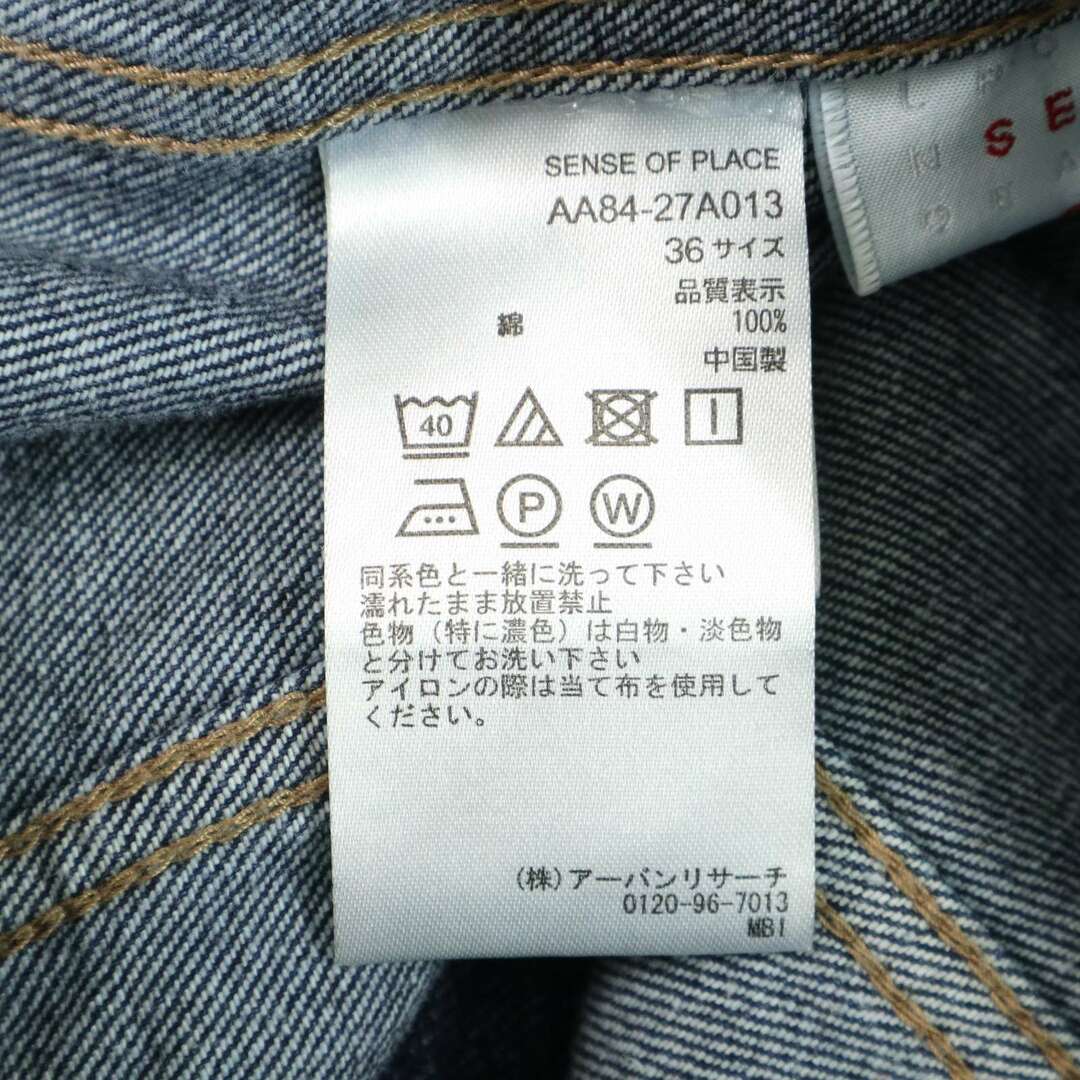 SENSE OF PLACE
AA84-27A013
36サイズ
品質表示
綿 100%
中国製
40
P W
同系色と一緒に洗って下さい
濡れたまま放置禁止
色物(特に濃色)は白物・淡色物
と分けてお洗い下さい
アイロンの際は当て布を使用して
ください。
(株)アーバンリサーチ
0120-96-7013
MBI
SE